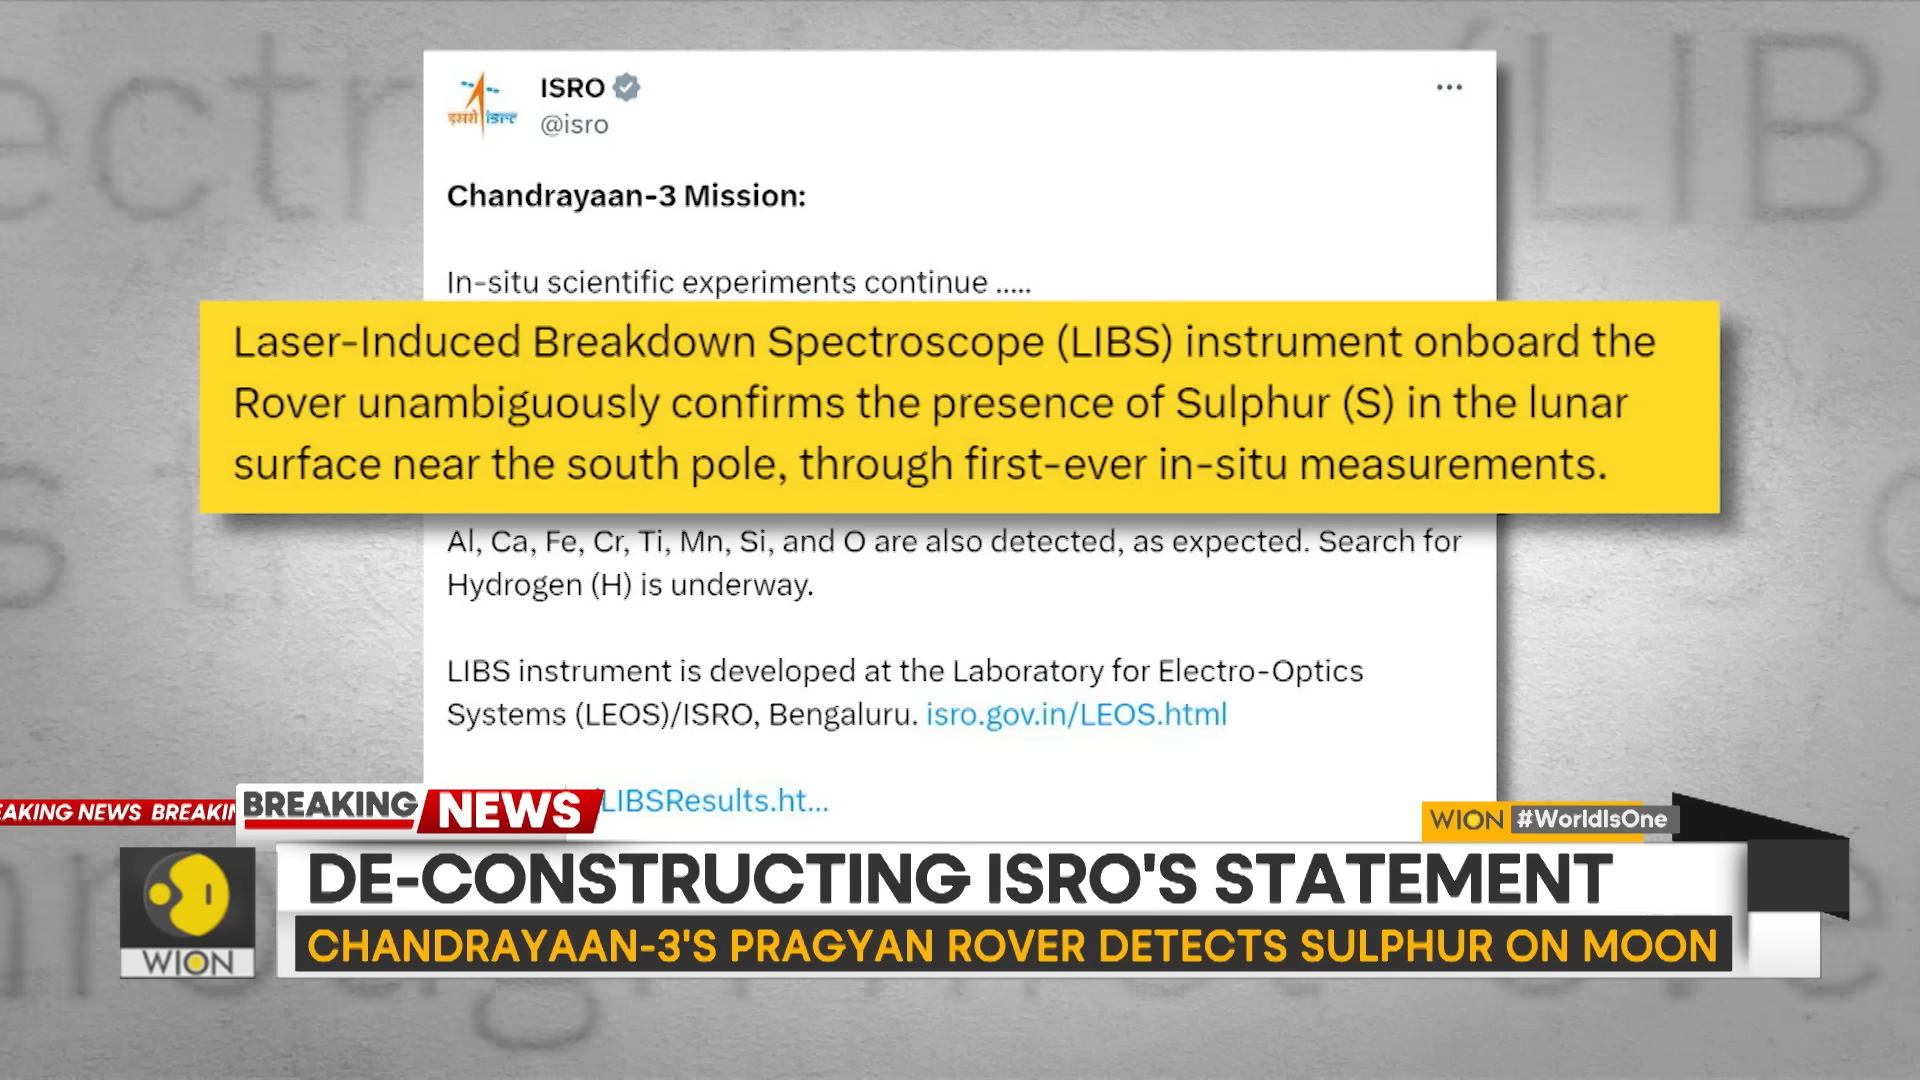 ISRO
@isro
इसरो isro
Chandrayaan-3 Mission:
In-situ scientific experiments continue .....
Laser-Induced Breakdown Spectroscope (LIBS) instrument onboard the
Rover unambiguously confirms the presence of Sulphur (S) in the lunar
surface near the south pole, through first-ever in-situ measurements.
Al, Ca, Fe, Cr, Ti, Mn, Si, and O are also detected, as expected. Search for
Hydrogen (H) is underway.
LIBS instrument is developed at the Laboratory for Electro-Optics
Systems (LEOS)/ISRO, Bengaluru. isro.gov.in/LEOS.html
/LIBSResults.ht...
EAKING NEWS BREAKIN
BREAKING NEWS
WION #WorldIsOne
DE-CONSTRUCTING ISRO'S STATEMENT
CHANDRAYAAN-3'S PRAGYAN ROVER DETECTS SULPHUR ON MOON
WION